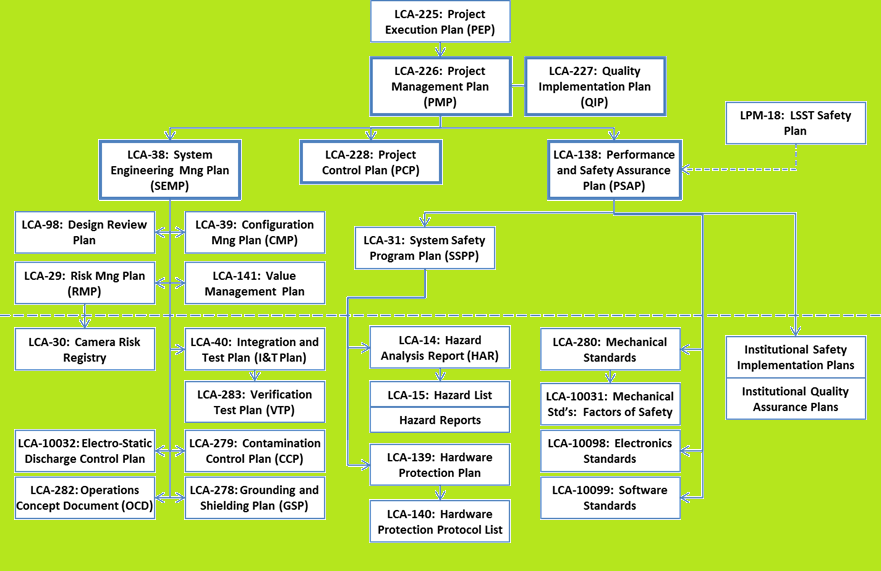 LCA-225: Project
Execution Plan (PEP)
LCA-226: Project
Management Plan
(PMP)
LCA-227: Quality
Implementation Plan
(QIP)
LPM-18: LSST Safety
Plan
LCA-38: System
Engineering Mng Plan
(SEMP)
LCA-228: Project
Control Plan (PCP)
LCA-138: Performance
and Safety Assurance
Plan (PSAP)
LCA-98: Design Review
Plan
LCA-39: Configuration
Mng Plan (CMP)
LCA-31: System Safety
Program Plan (SSPP)
LCA-29: Risk Mng Plan
(RMP)
LCA-141: Value
Management Plan
LCA-30: Camera Risk
Registry
LCA-40: Integration and
Test Plan (I&T Plan)
LCA-14: Hazard
Analysis Report (HAR)
LCA-280: Mechanical
Standards
Institutional Safety
Implementation Plans
Institutional Quality
Assurance Plans
LCA-283: Verification
Test Plan (VTP)
LCA-15: Hazard List
Hazard Reports
LCA-10031: Mechanical
Std's: Factors of Safety
LCA-10032: Electro-Static
Discharge Control Plan
LCA-279: Contamination
Control Plan (CCP)
LCA-139: Hardware
Protection Plan
LCA-10098: Electronics
Standards
LCA-282: Operations
Concept Document (OCD)
LCA-278: Grounding and
Shielding Plan (GSP)
LCA-140: Hardware
Protection Protocol List
LCA-10099: Software
Standards